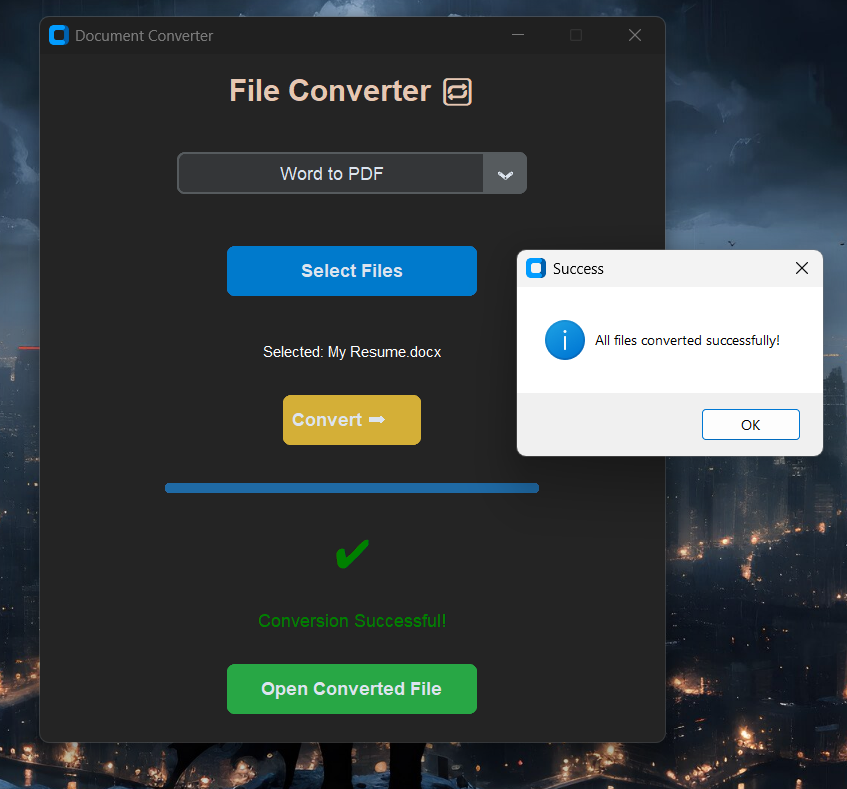 Document Converter
File Converter
Word to PDF
Select Files
Success
All files converted successfully!
Selected: My Resume.docx
Convert ➡
OK
✔
Conversion Successful!
Open Converted File